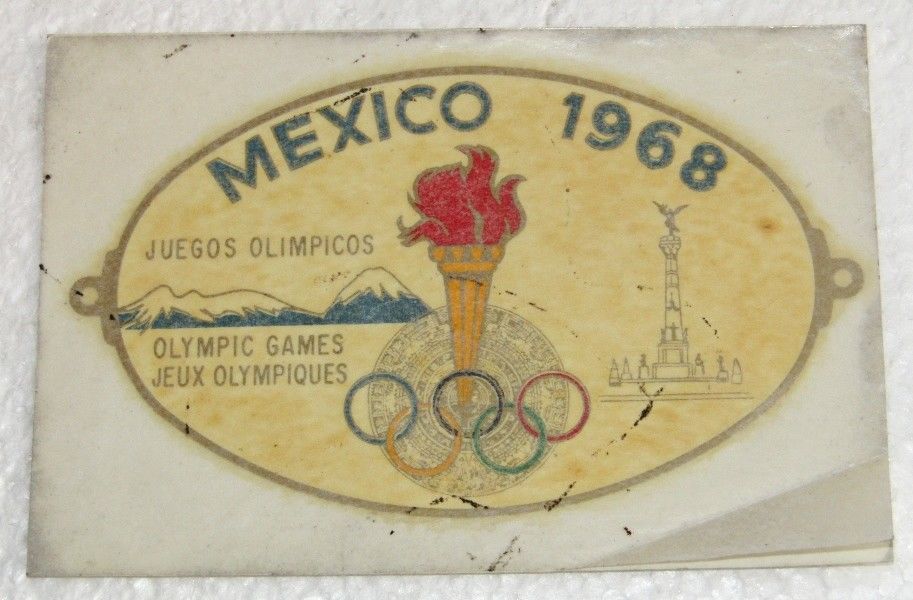 MEXICO 1968
JUEGOS OLIMPICOS
OLYMPIC GAMES
JEUX OLYMPIQUES